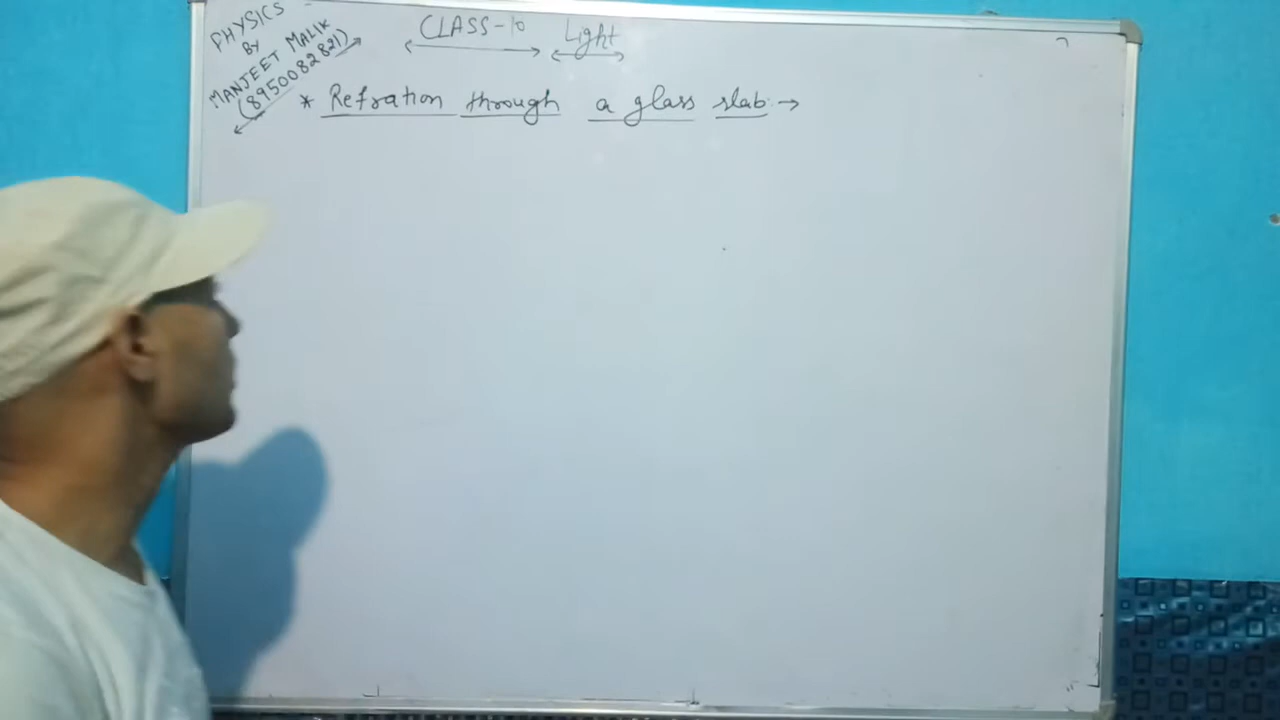 PHYSICS
By
MANJEET MALIK
(8950082821)
CLASS-10 Light
* Refration through a glass slab: →